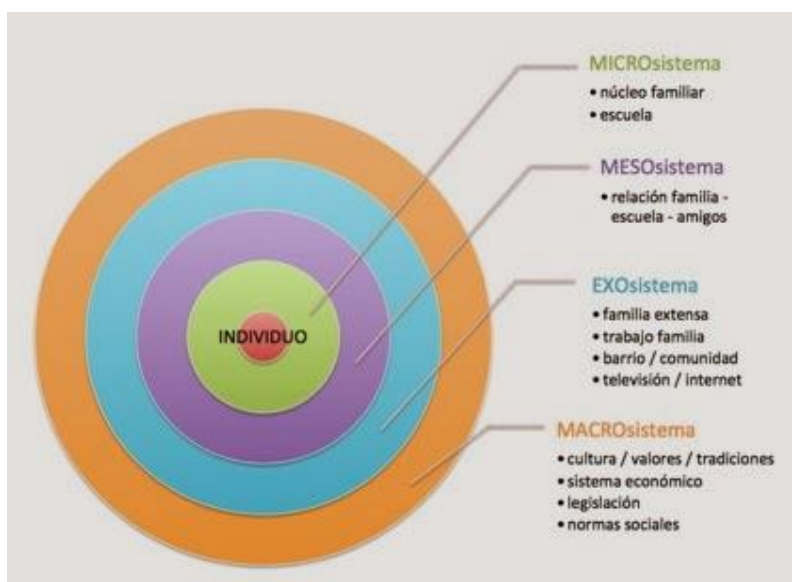 MICROsistema
• núcleo familiar
• escuela
MESOsistema
• relación familia -
escuela - amigos
INDIVIDUO
EXOsistema
• familia extensa
• trabajo familia
• barrio / comunidad
• televisión / internet
MACROsistema
• cultura / valores / tradiciones
• sistema económico
• legislación
• normas sociales